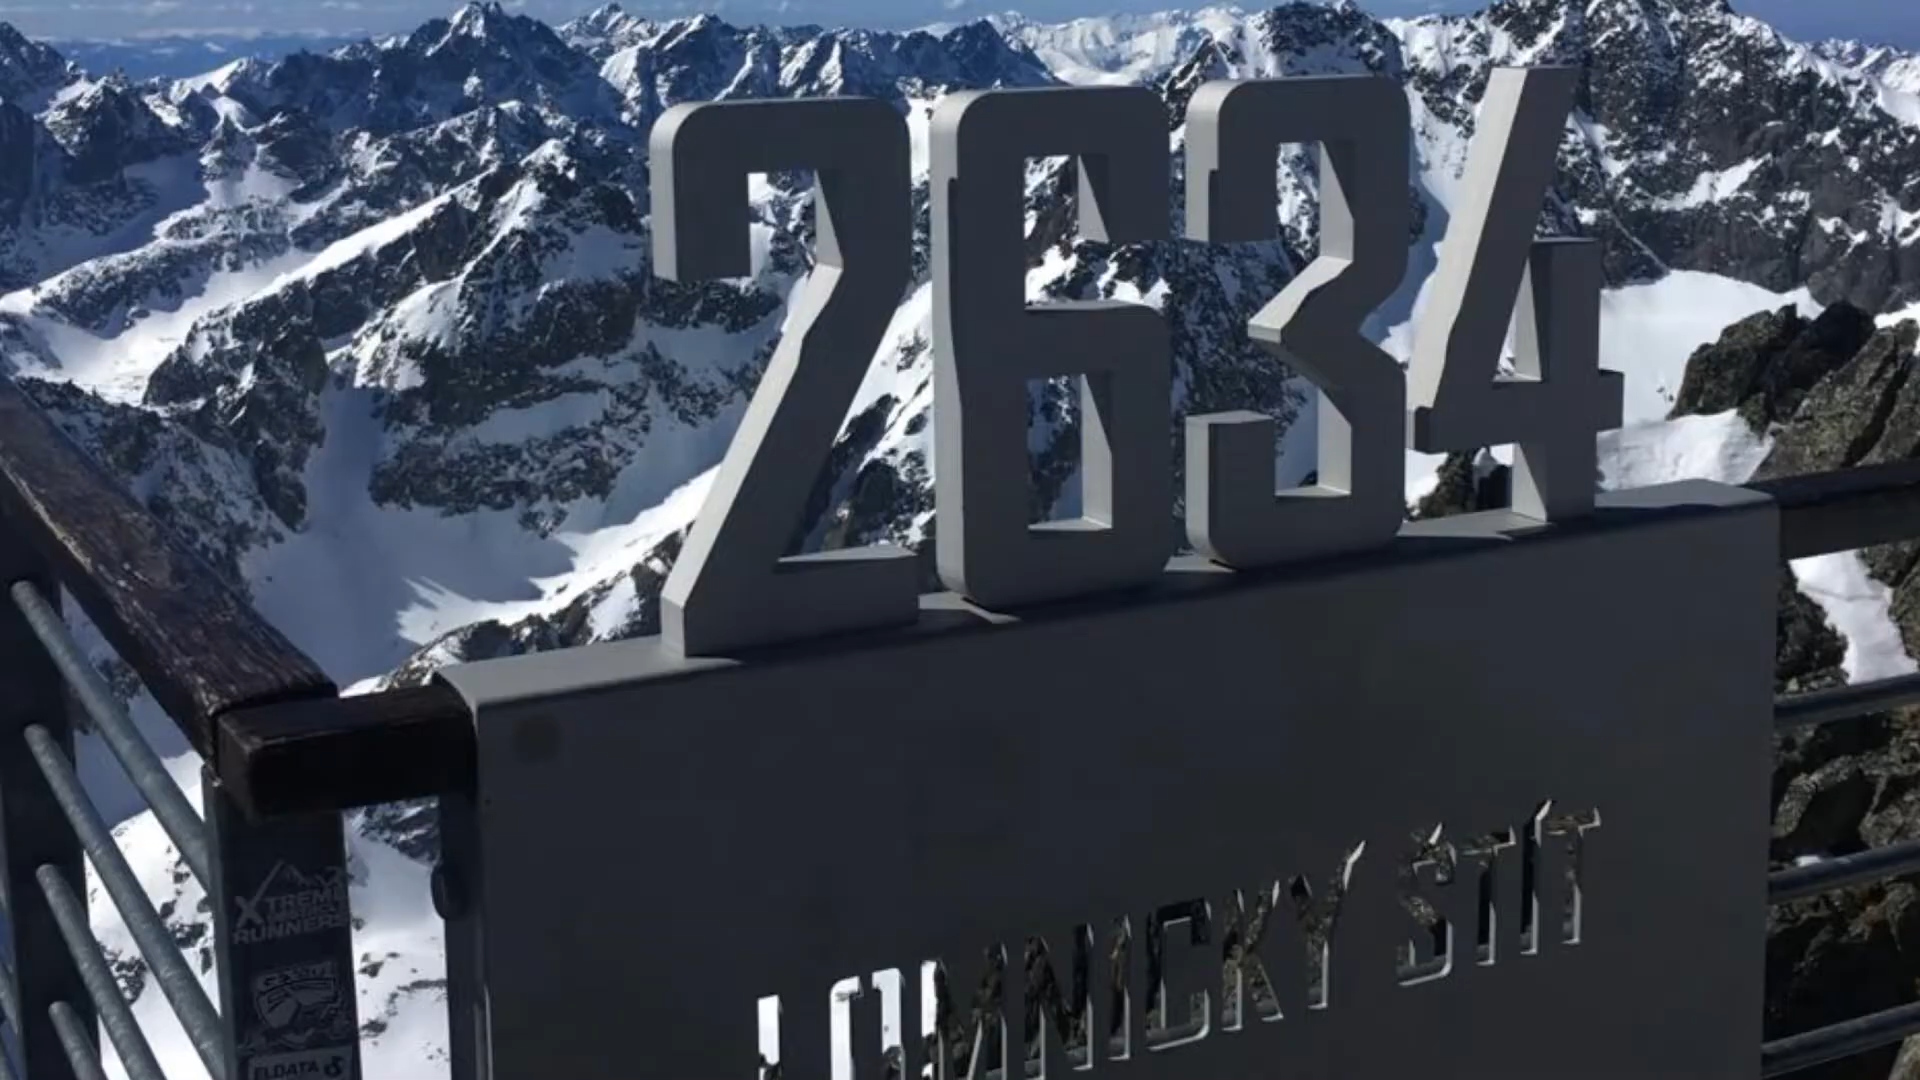 2634
LOMNICKÝ ŠTÍT
XTREME
RUNNERS
ELDATA